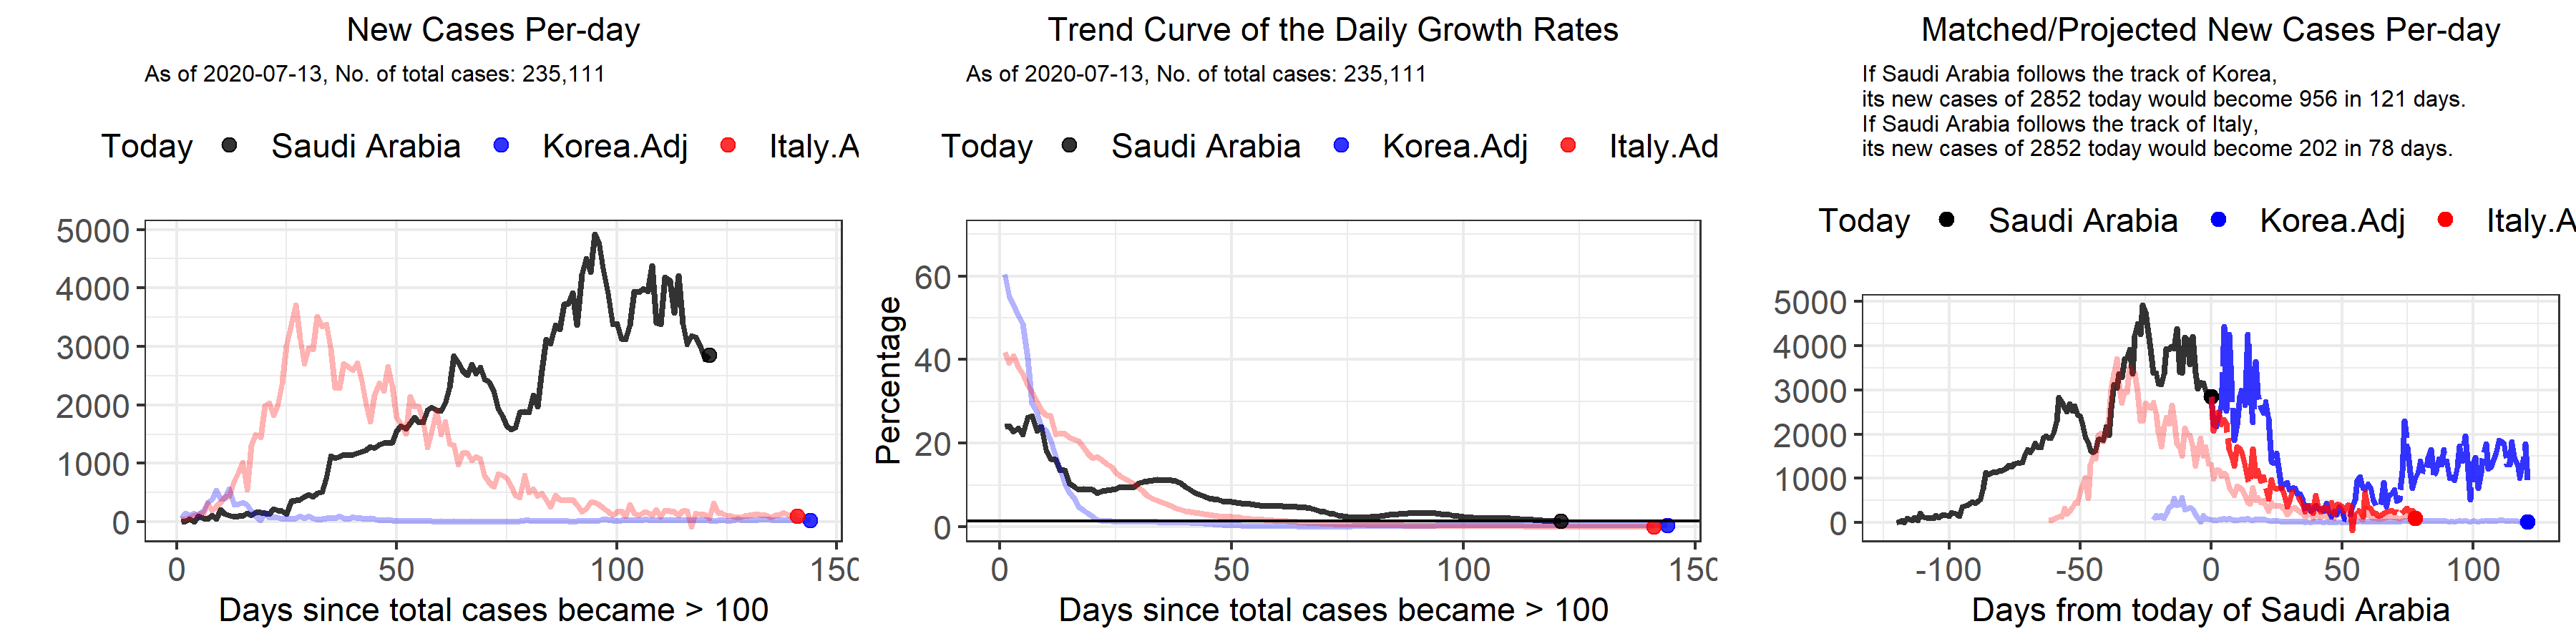 New Cases Per-day
As of 2020-07-13, No. of total cases: 235,111
Today Saudi Arabia Korea.Adj Italy.A
5000
4000
3000
2000
1000
0
0 50 100 150
Days since total cases became > 100
Trend Curve of the Daily Growth Rates
As of 2020-07-13, No. of total cases: 235,111
Today Saudi Arabia Korea.Adj Italy.Ad
Percentage
60
40
20
0
0 50 100 150
Days since total cases became > 100
Matched/Projected New Cases Per-day
If Saudi Arabia follows the track of Korea,
its new cases of 2852 today would become 956 in 121 days.
If Saudi Arabia follows the track of Italy,
its new cases of 2852 today would become 202 in 78 days.
Today Saudi Arabia Korea.Adj Italy.A
5000
4000
3000
2000
1000
0
-100 -50 0 50 100
Days from today of Saudi Arabia